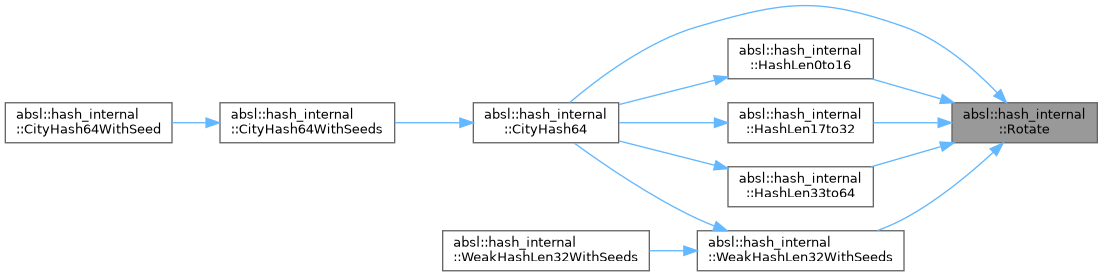 absl::hash_internal
::CityHash64WithSeed
absl::hash_internal
::CityHash64WithSeeds
absl::hash_internal
::CityHash64
absl::hash_internal
::HashLen0to16
absl::hash_internal
::HashLen17to32
absl::hash_internal
::HashLen33to64
absl::hash_internal
::WeakHashLen32WithSeeds
absl::hash_internal
::WeakHashLen32WithSeeds
absl::hash_internal
::Rotate